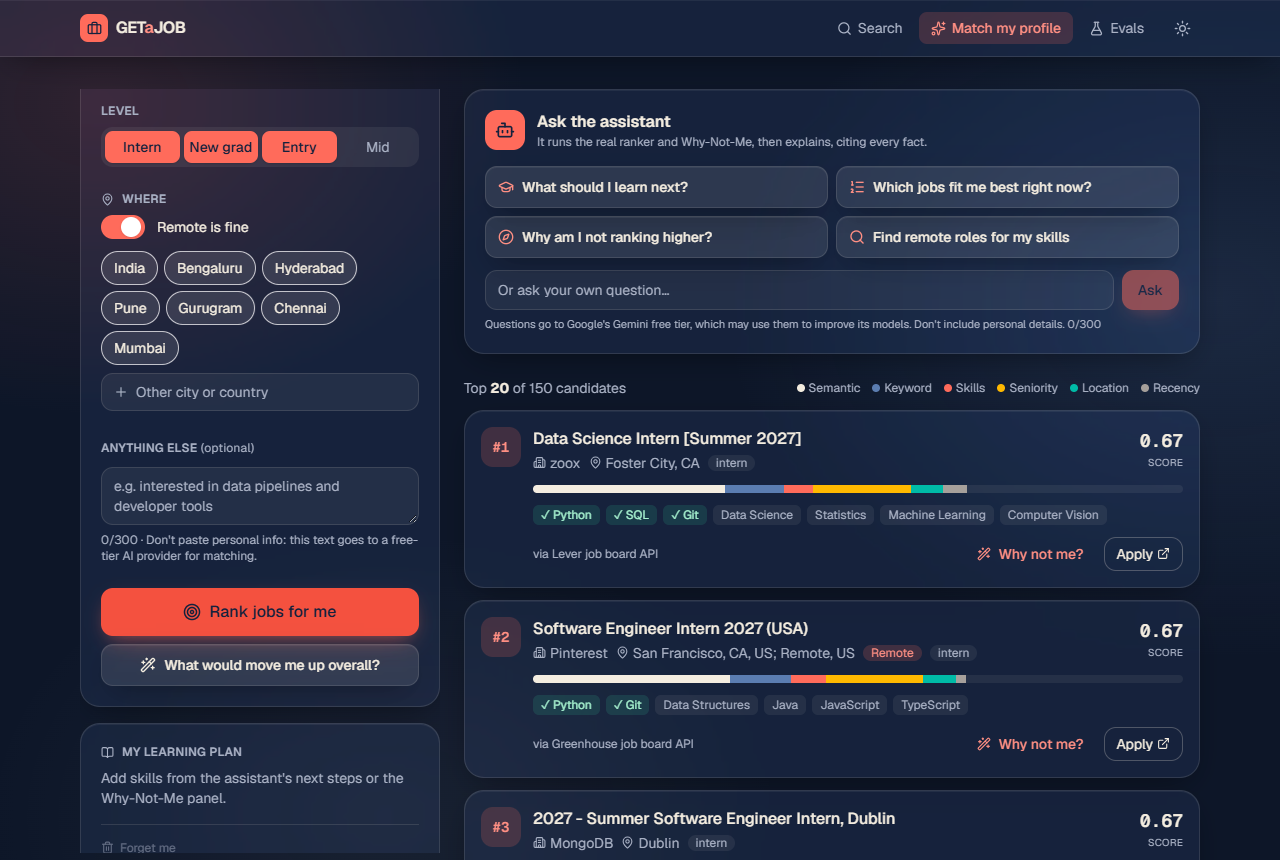 GETaJOB
Search
Match my profile
Evals
LEVEL
Intern
New grad
Entry
Mid
WHERE
Remote is fine
India
Bengaluru
Hyderabad
Pune
Gurugram
Chennai
Mumbai
Other city or country
ANYTHING ELSE (optional)
e.g. interested in data pipelines and
developer tools
0/300 · Don't paste personal info: this text goes to a free-
tier AI provider for matching.
Rank jobs for me
What would move me up overall?
MY LEARNING PLAN
Add skills from the assistant's next steps or the
Why-Not-Me panel.
Forget me
Ask the assistant
It runs the real ranker and Why-Not-Me, then explains, citing every fact.
What should I learn next?
Which jobs fit me best right now?
Why am I not ranking higher?
Find remote roles for my skills
Or ask your own question...
Ask
Questions go to Google's Gemini free tier, which may use them to improve its models. Don't include personal details. 0/300
Top 20 of 150 candidates
Semantic
Keyword
Skills
Seniority
Location
Recency
#1
Data Science Intern [Summer 2027]
0.67
zoox
Foster City, CA
intern
SCORE
✓ Python
✓ SQL
✓ Git
Data Science
Statistics
Machine Learning
Computer Vision
via Lever job board API
Why not me?
Apply
#2
Software Engineer Intern 2027 (USA)
0.67
Pinterest
San Francisco, CA, US; Remote, US
Remote
intern
SCORE
✓ Python
✓ Git
Data Structures
Java
JavaScript
TypeScript
via Greenhouse job board API
Why not me?
Apply
#3
2027 - Summer Software Engineer Intern, Dublin
0.67
MongoDB
Dublin
intern
SCORE